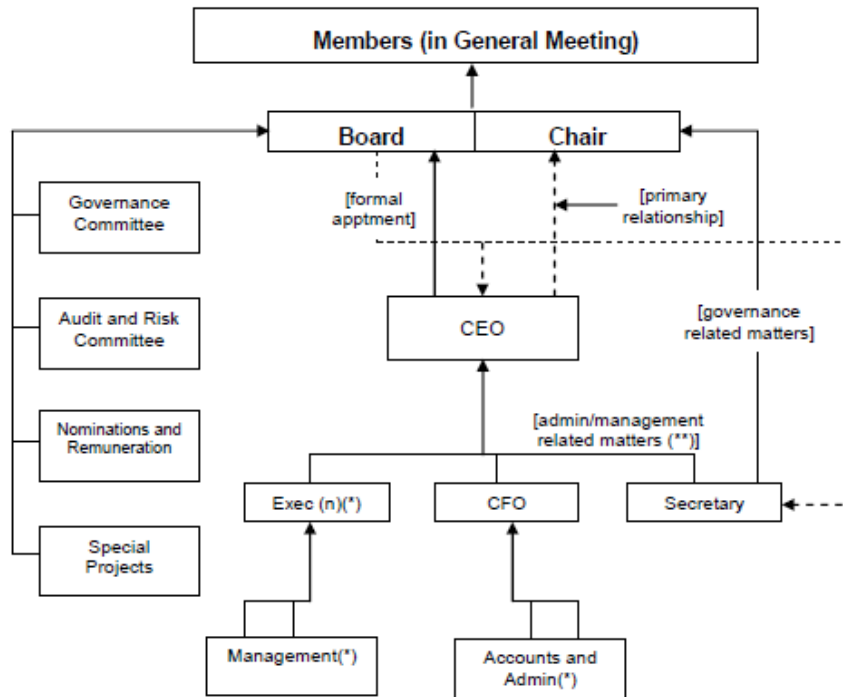 Members (in General Meeting)
Board
Chair
[formal
apptment]
[primary
relationship]
Governance
Committee
Audit and Risk
Committee
CEO
[governance
related matters]
Nominations and
Remuneration
[admin/management
related matters (**)]
Exec (n)(*)
CFO
Secretary
Special
Projects
Management(*)
Accounts and
Admin(*)